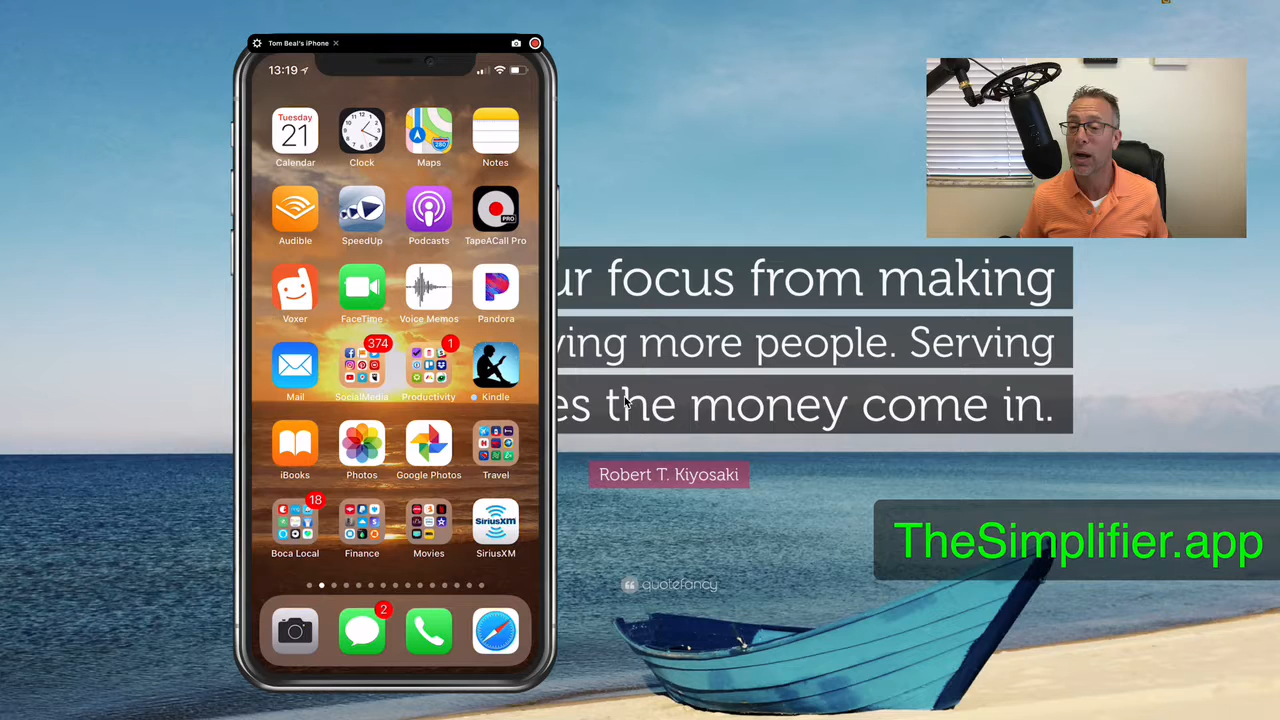 Tom Beal's iPhone
13:19
Tuesday
21
280
Calendar
Clock
Maps
Notes
PRO
Audible
SpeedUp
Podcasts
TapeACall Pro
Voxer
FaceTime
Voice Memos
Pandora
374
1
Mail
SocialMedia
Productivity
Kindle
iBooks
Photos
Google Photos
Travel
18
SiriusXM
Boca Local
Finance
Movies
SiriusXM
2
ur focus from making
ving more people. Serving
es the money come in.
Robert T. Kiyosaki
TheSimplifier.app
quotefancy